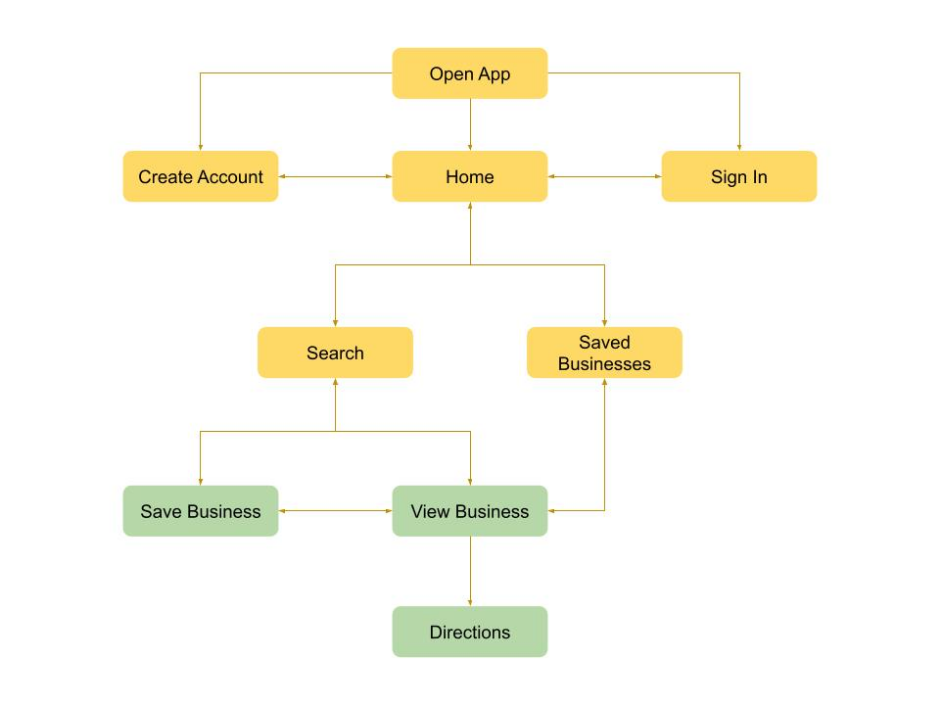 Open App
Create Account
Home
Sign In
Search
Saved
Businesses
Save Business
View Business
Directions